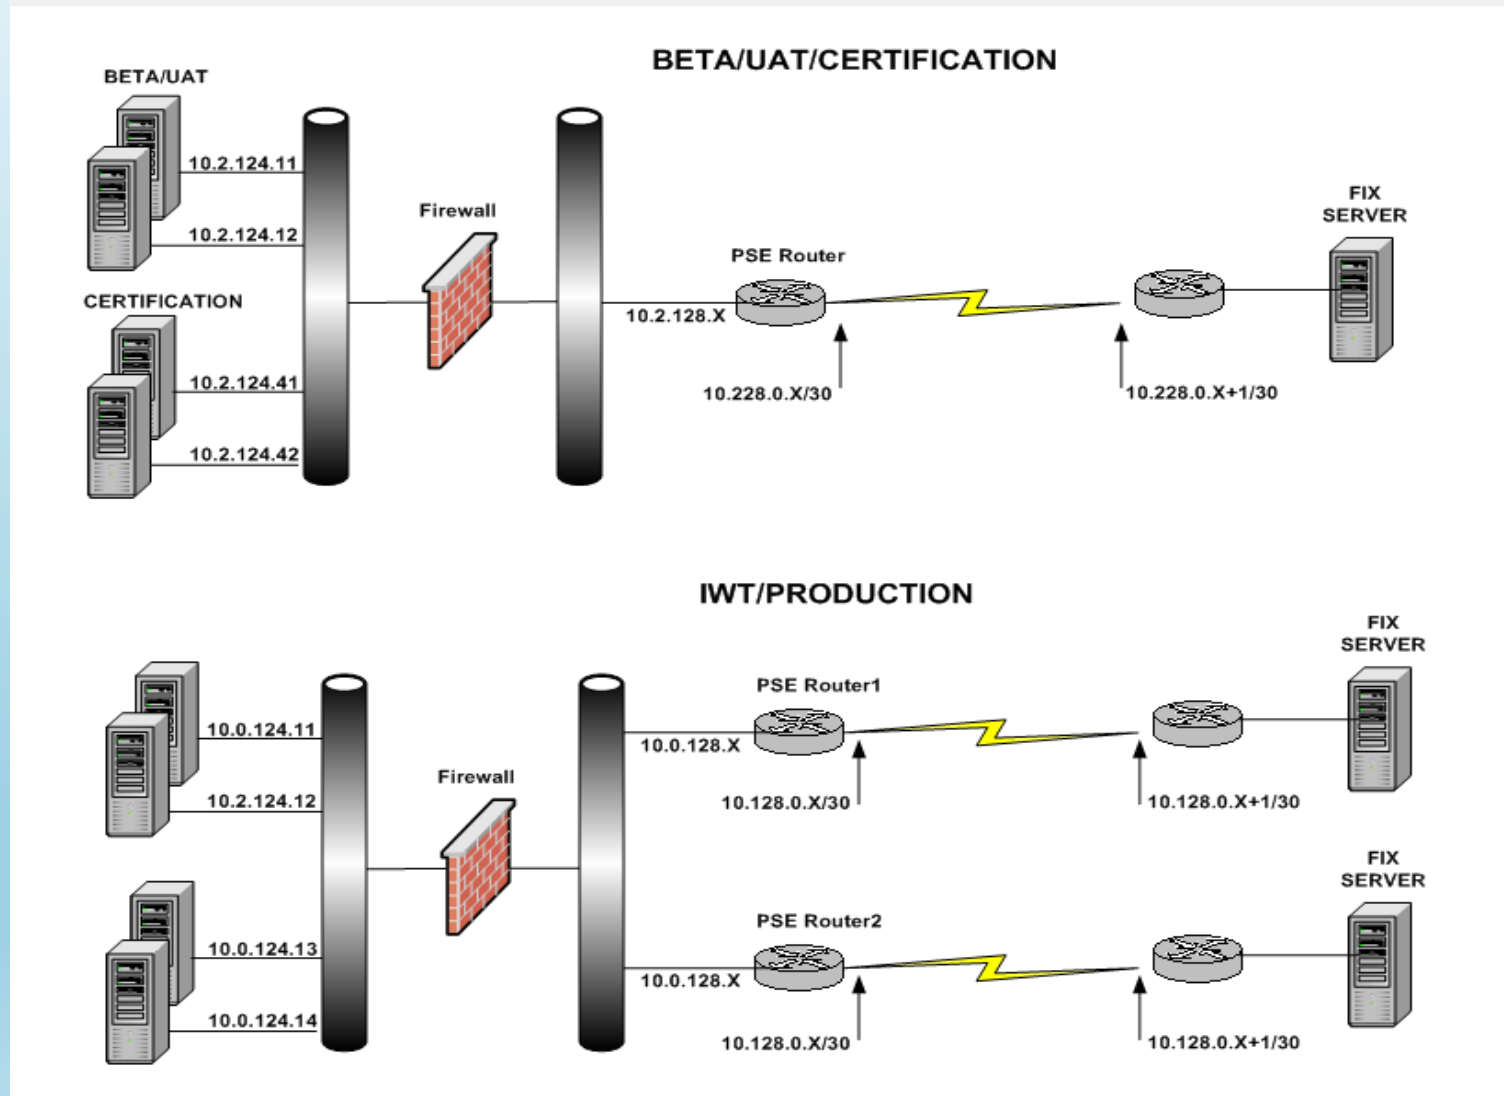 BETA/UAT/CERTIFICATION
BETA/UAT
10.2.124.11
10.2.124.12
CERTIFICATION
10.2.124.41
10.2.124.42
Firewall
10.2.128.X
PSE Router
10.228.0.X/30
10.228.0.X+1/30
FIX
SERVER
IWT/PRODUCTION
10.0.124.11
10.2.124.12
10.0.124.13
10.0.124.14
Firewall
PSE Router1
10.0.128.X
10.128.0.X/30
10.128.0.X+1/30
FIX
SERVER
PSE Router2
10.0.128.X
10.128.0.X/30
10.128.0.X+1/30
FIX
SERVER